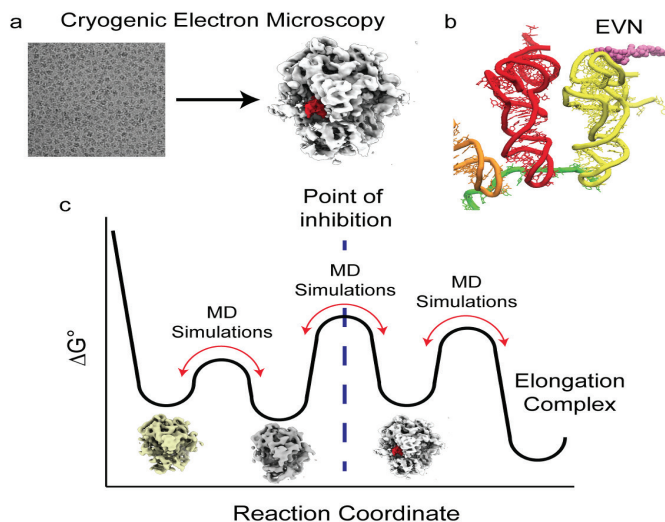 a
Cryogenic Electron Microscopy
b
EVN
c
Point of
inhibition
MD
Simulations
MD
Simulations
MD
Simulations
ΔG°
Elongation
Complex
Reaction Coordinate